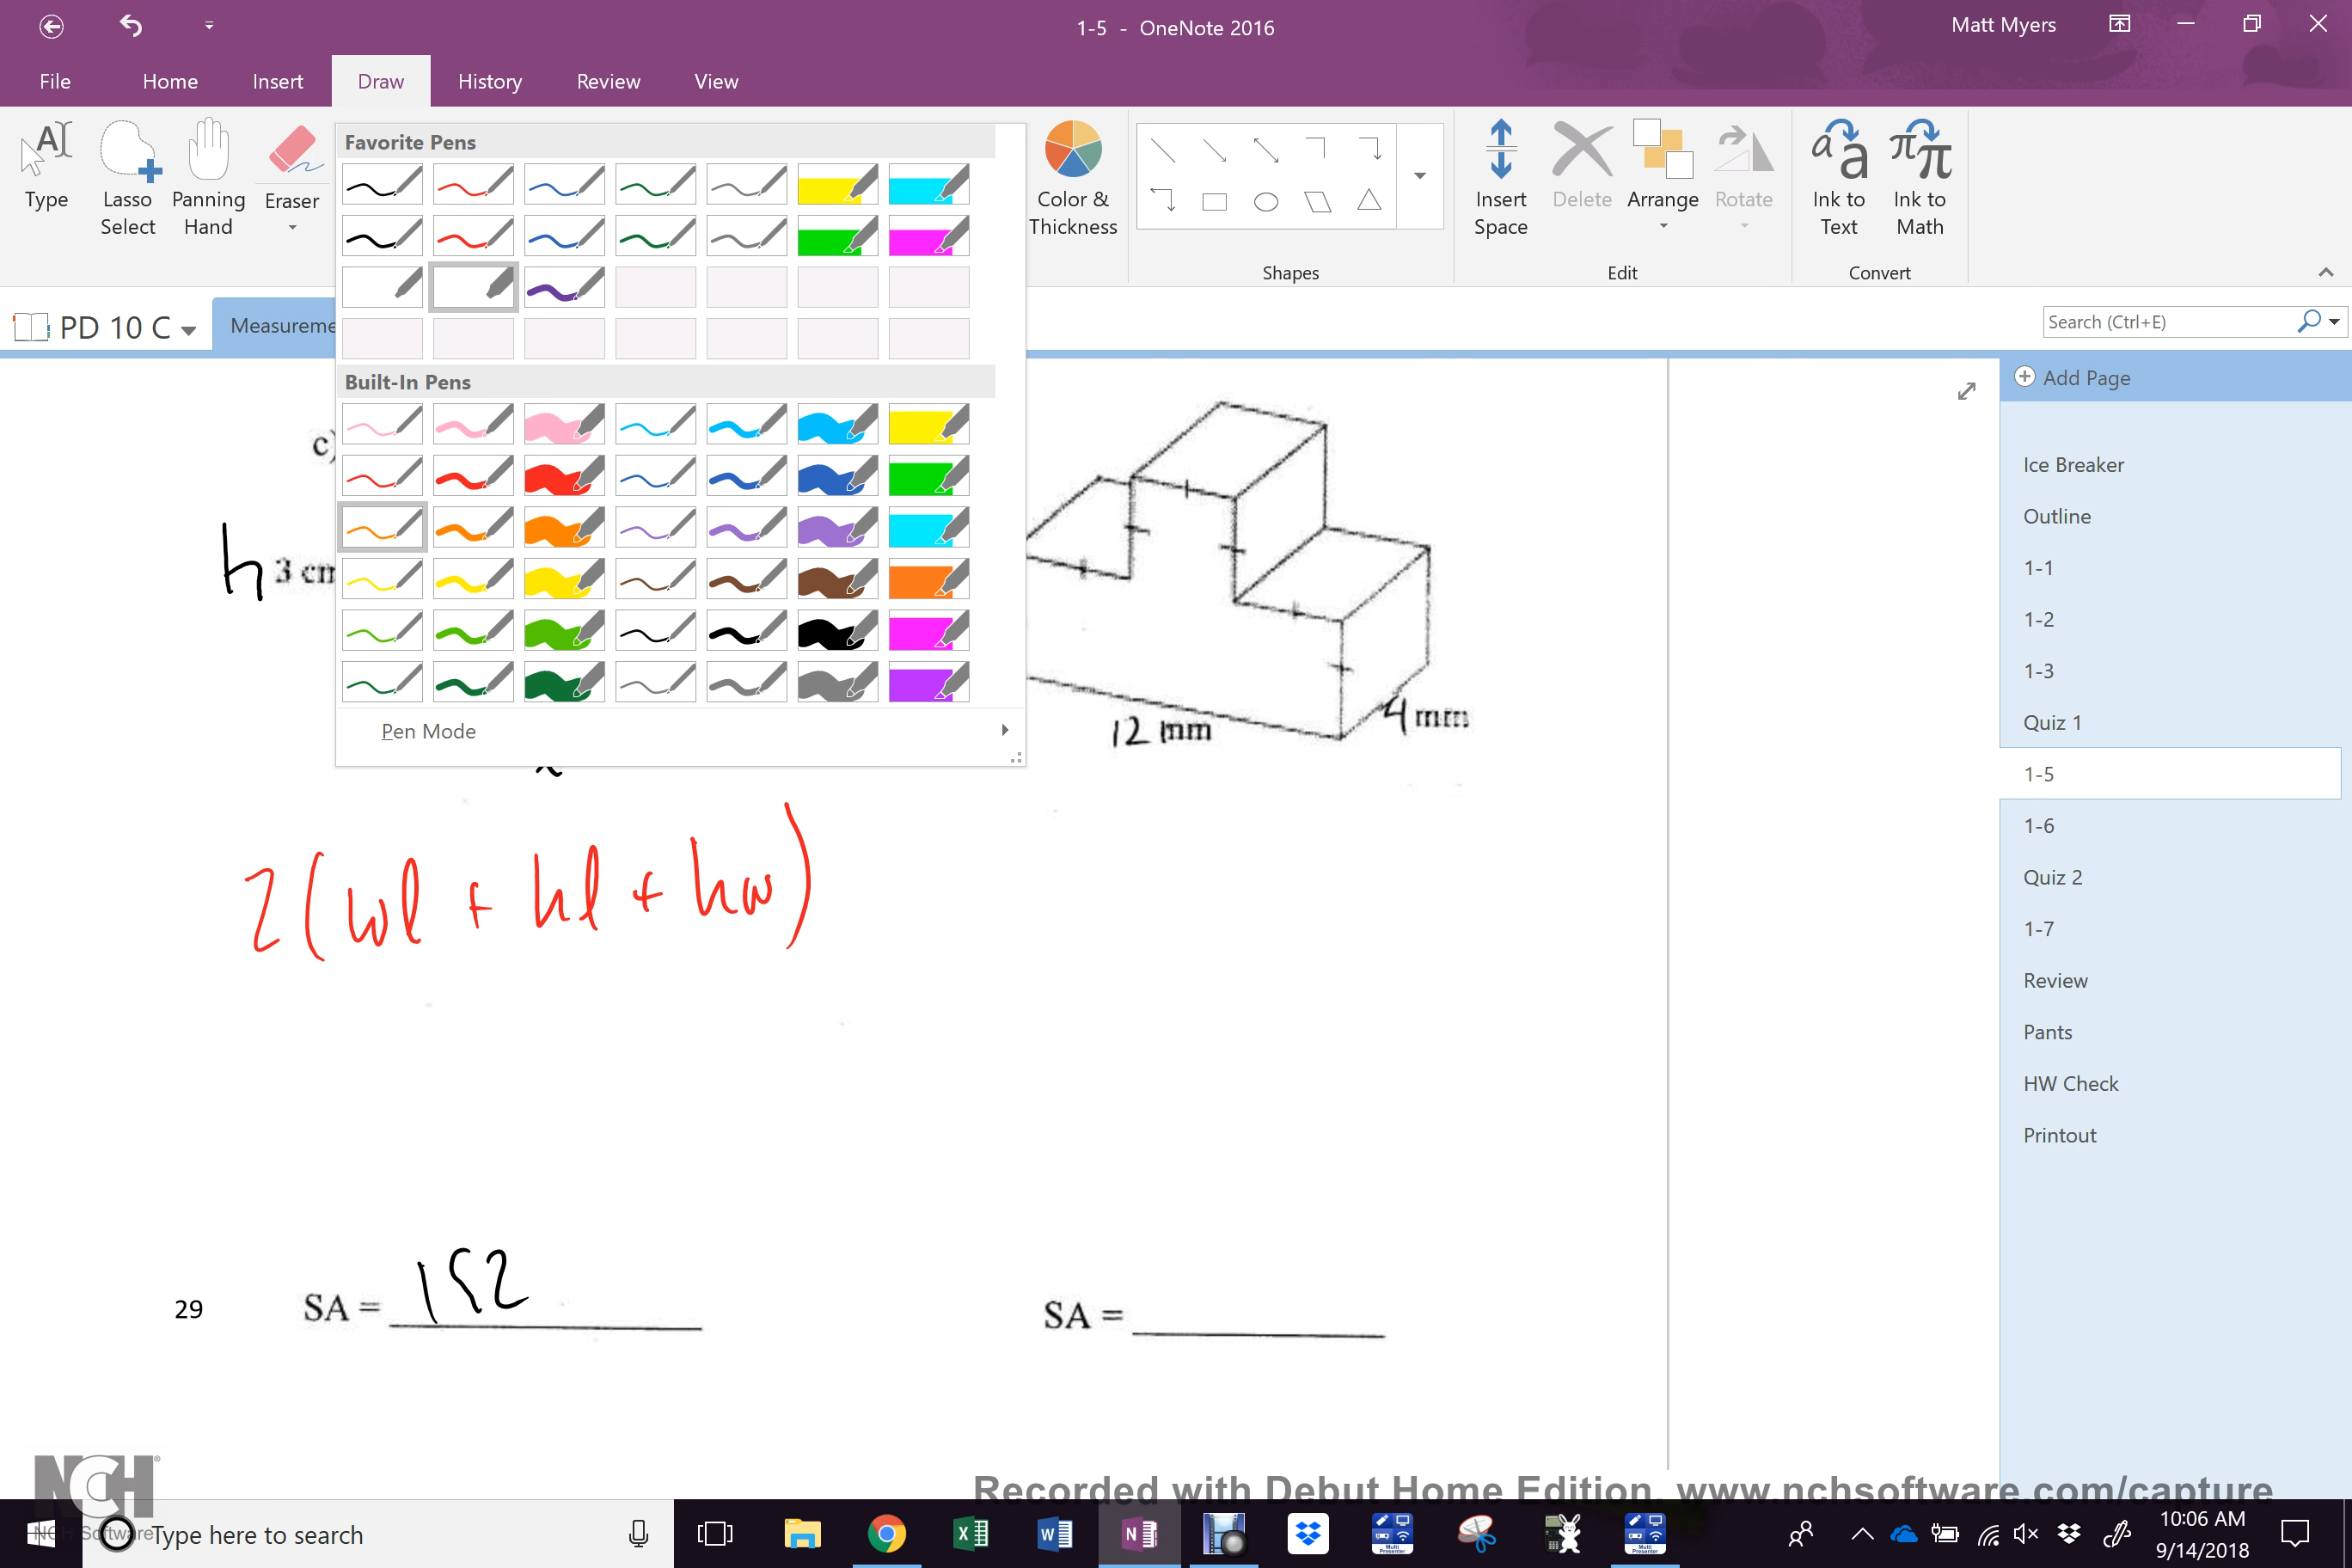 1-5 - OneNote 2016
Matt Myers
File Home Insert Draw History Review View
Type
Lasso Select
Panning Hand
Eraser
Favorite Pens
Built-In Pens
Pen Mode
Color & Thickness
Shapes
Insert Space
Delete
Arrange
Rotate
Edit
Ink to Text
Ink to Math
Convert
PD 10 C
Measureme
Search (Ctrl+E)
Add Page
Ice Breaker
Outline
1-1
1-2
1-3
Quiz 1
1-5
1-6
Quiz 2
1-7
Review
Pants
HW Check
Printout
c)
h 3 cm
12 mm
4 mm
2(wl + hl + hw)
29
SA = 152
SA =
NCH®
NCH Software
Recorded with Debut Home Edition. www.nchsoftware.com/capture
Type here to search
10:06 AM
9/14/2018